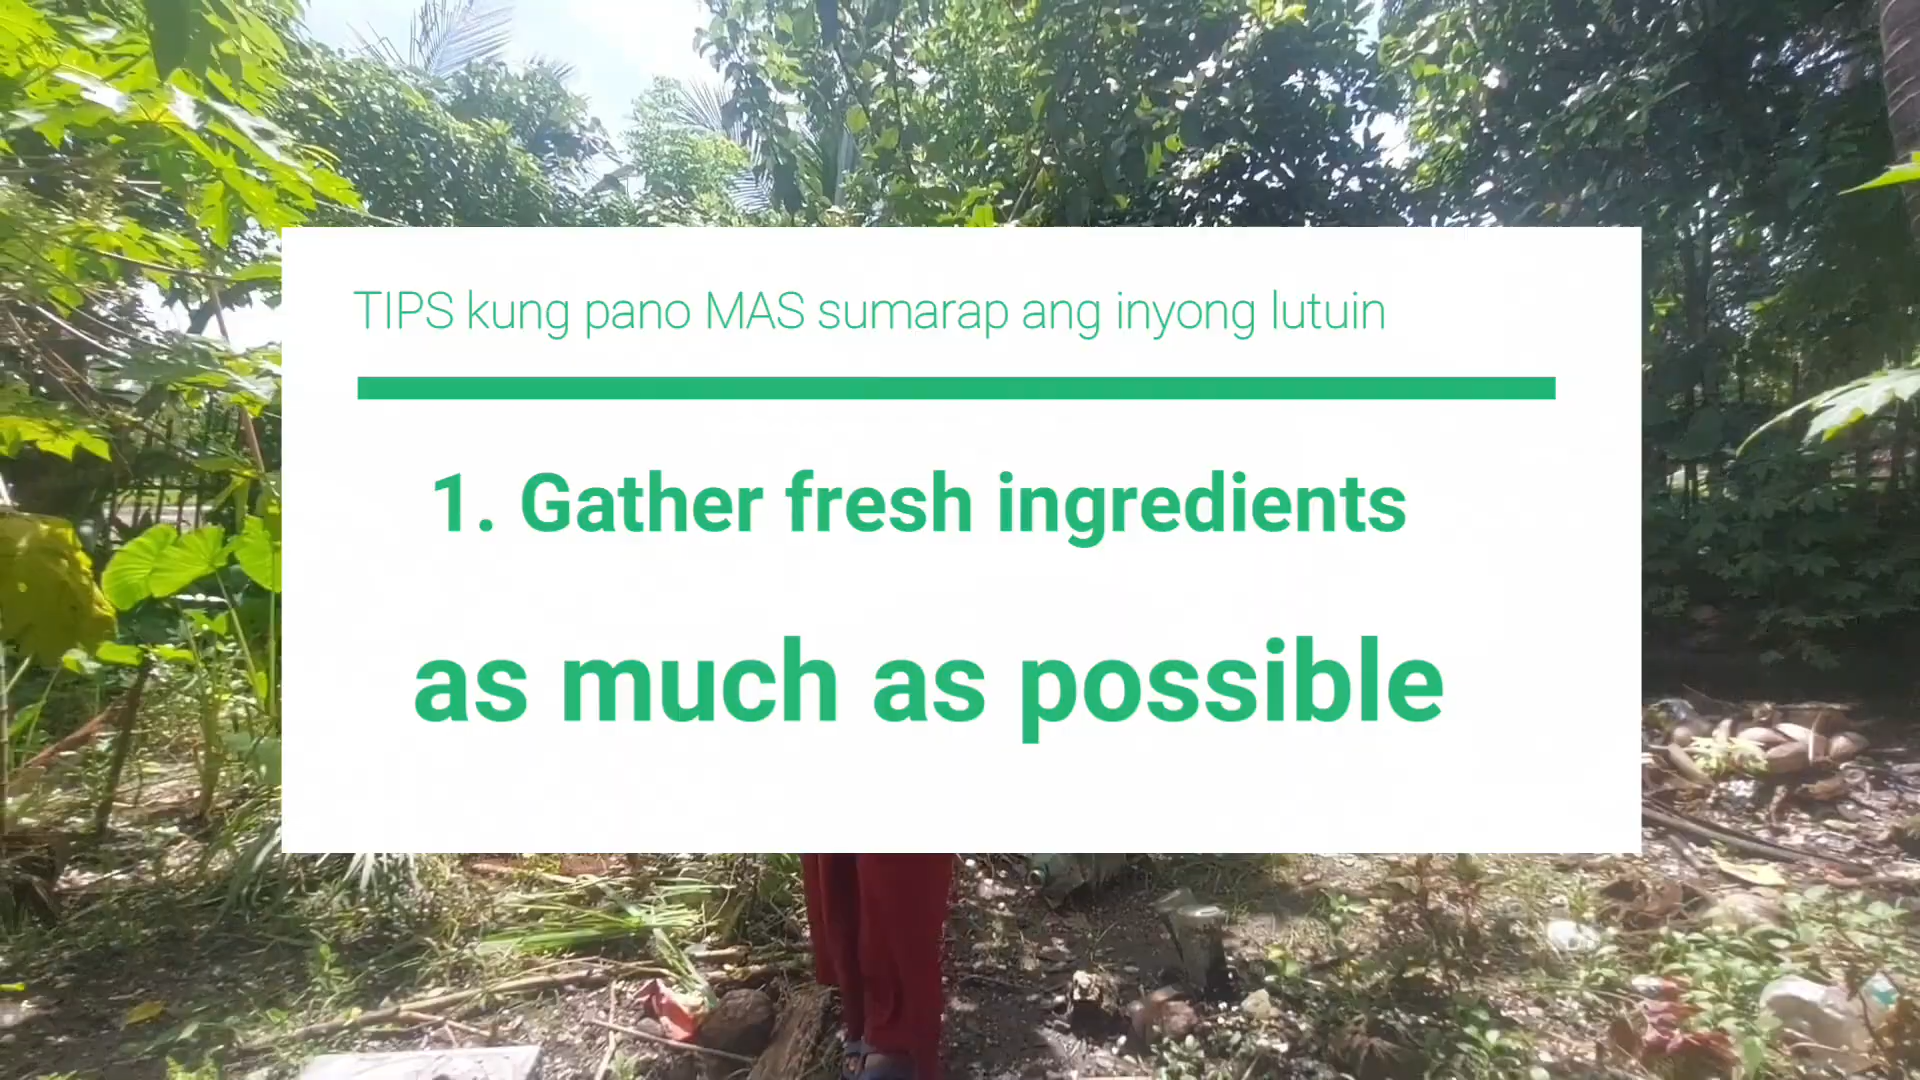 TIPS kung pano MAS sumarap ang inyong lutuin
1. Gather fresh ingredients
as much as possible